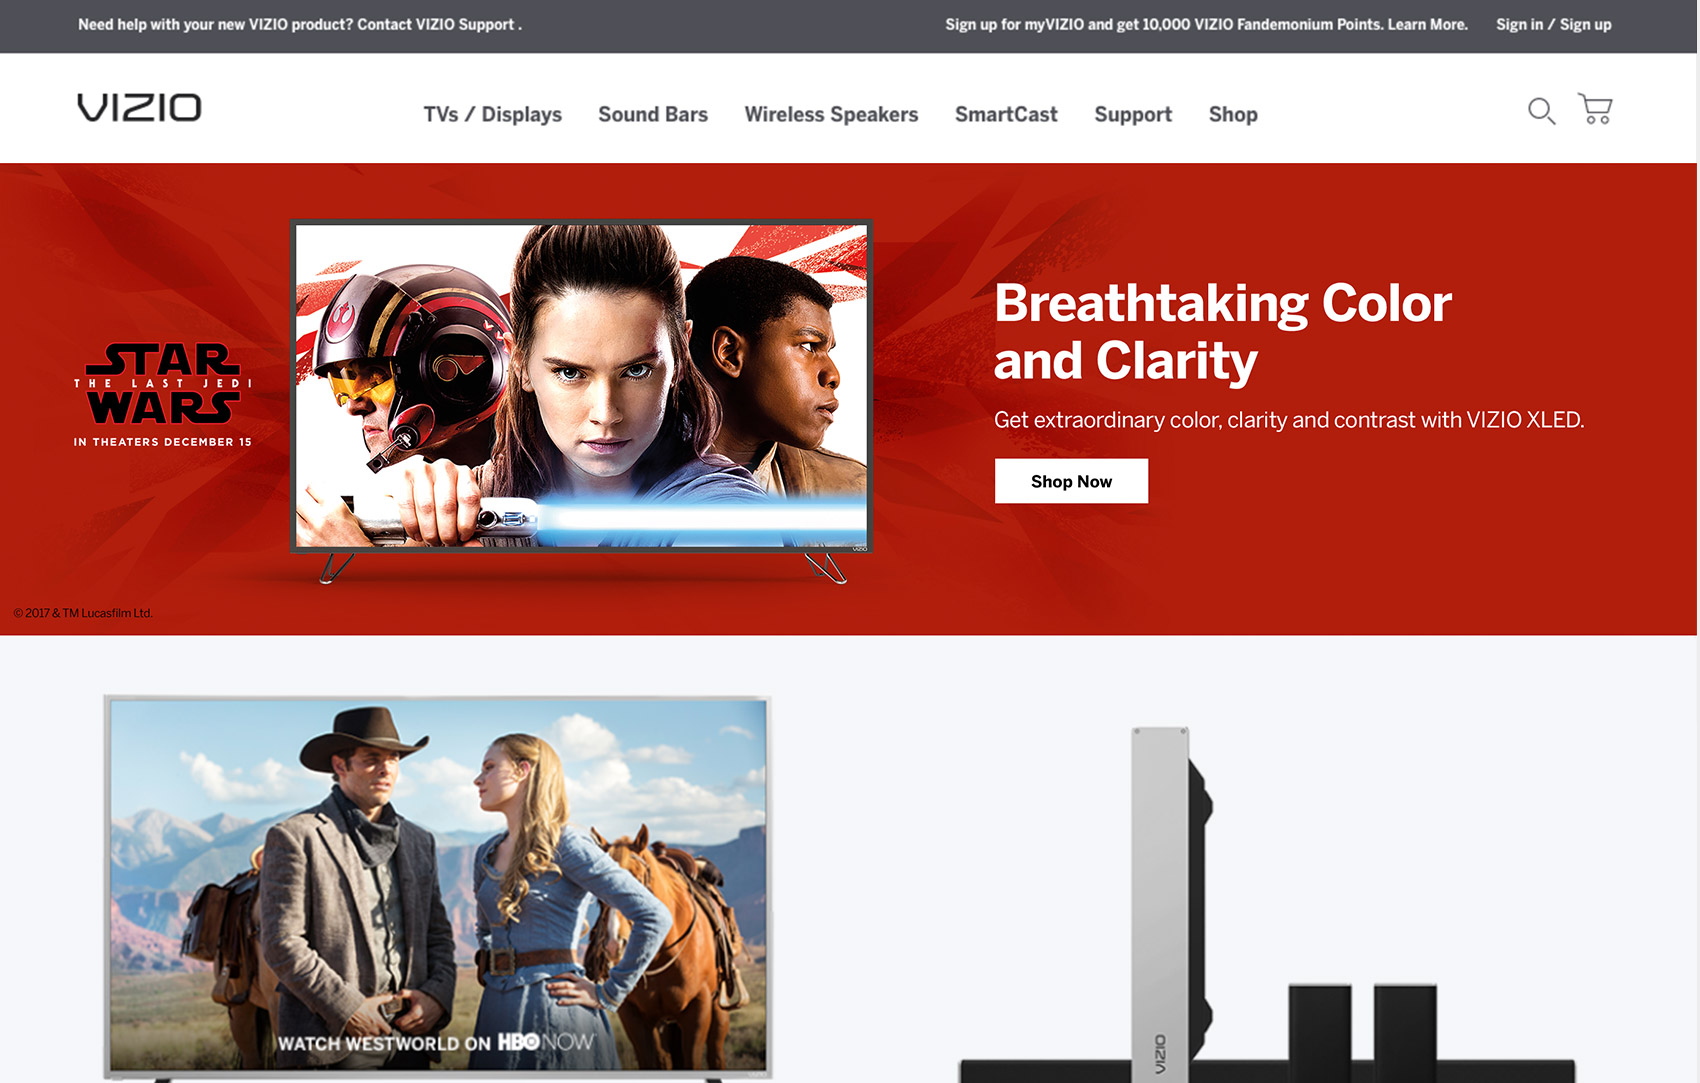 Need help with your new VIZIO product? Contact VIZIO Support .
Sign up for myVIZIO and get 10,000 VIZIO Fandemonium Points. Learn More.
Sign in / Sign up
VIZIO
TVs / Displays
Sound Bars
Wireless Speakers
SmartCast
Support
Shop
STAR
THE LAST JEDI
WARS
IN THEATERS DECEMBER 15
VIZIO
Breathtaking Color
and Clarity
Get extraordinary color, clarity and contrast with VIZIO XLED.
Shop Now
© 2017 & TM Lucasfilm Ltd.
WATCH WESTWORLD ON HBO NOW
VIZIO